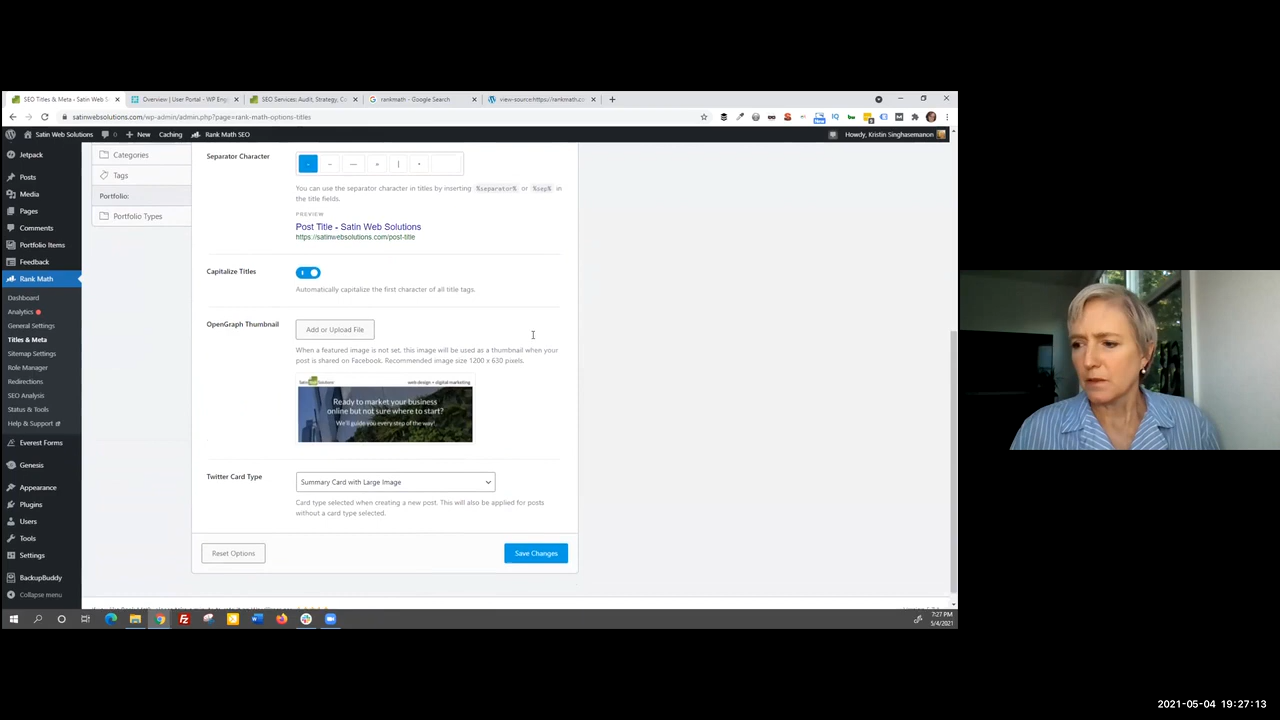 SEO Titles & Meta - Satin Web S
Overview | User Portal - WP Eng
SEO Services: Audit, Strategy, Co
rankmath - Google Search
view-source:https://rankmath.co
satinwebsolutions.com/wp-admin/admin.php?page=rank-math-options-titles
Satin Web Solutions
0
New
Caching
Rank Math SEO
Howdy, Kristin Singhasemanon
Jetpack
Posts
Media
Pages
Comments
Portfolio Items
Feedback
Rank Math
Dashboard
Analytics
General Settings
Titles & Meta
Sitemap Settings
Role Manager
Redirections
SEO Analysis
Status & Tools
Help & Support
Everest Forms
Genesis
Appearance
Plugins
Users
Tools
Settings
BackupBuddy
Collapse menu
Categories
Tags
Portfolio:
Portfolio Types
Separator Character
- – — » | •
You can use the separator character in titles by inserting %separator% or %sep% in
the title fields.
PREVIEW
Post Title - Satin Web Solutions
https://satinwebsolutions.com/post-title
Capitalize Titles
Automatically capitalize the first character of all title tags.
OpenGraph Thumbnail
Add or Upload File
When a featured image is not set, this image will be used as a thumbnail when your
post is shared on Facebook. Recommended image size 1200 x 630 pixels.
web design + digital marketing
Ready to market your business
online but not sure where to start?
We'll guide you every step of the way!
Twitter Card Type
Summary Card with Large Image
Card type selected when creating a new post. This will also be applied for posts
without a card type selected.
Reset Options
Save Changes
7:27 PM
5/4/2021
2021-05-04 19:27:13